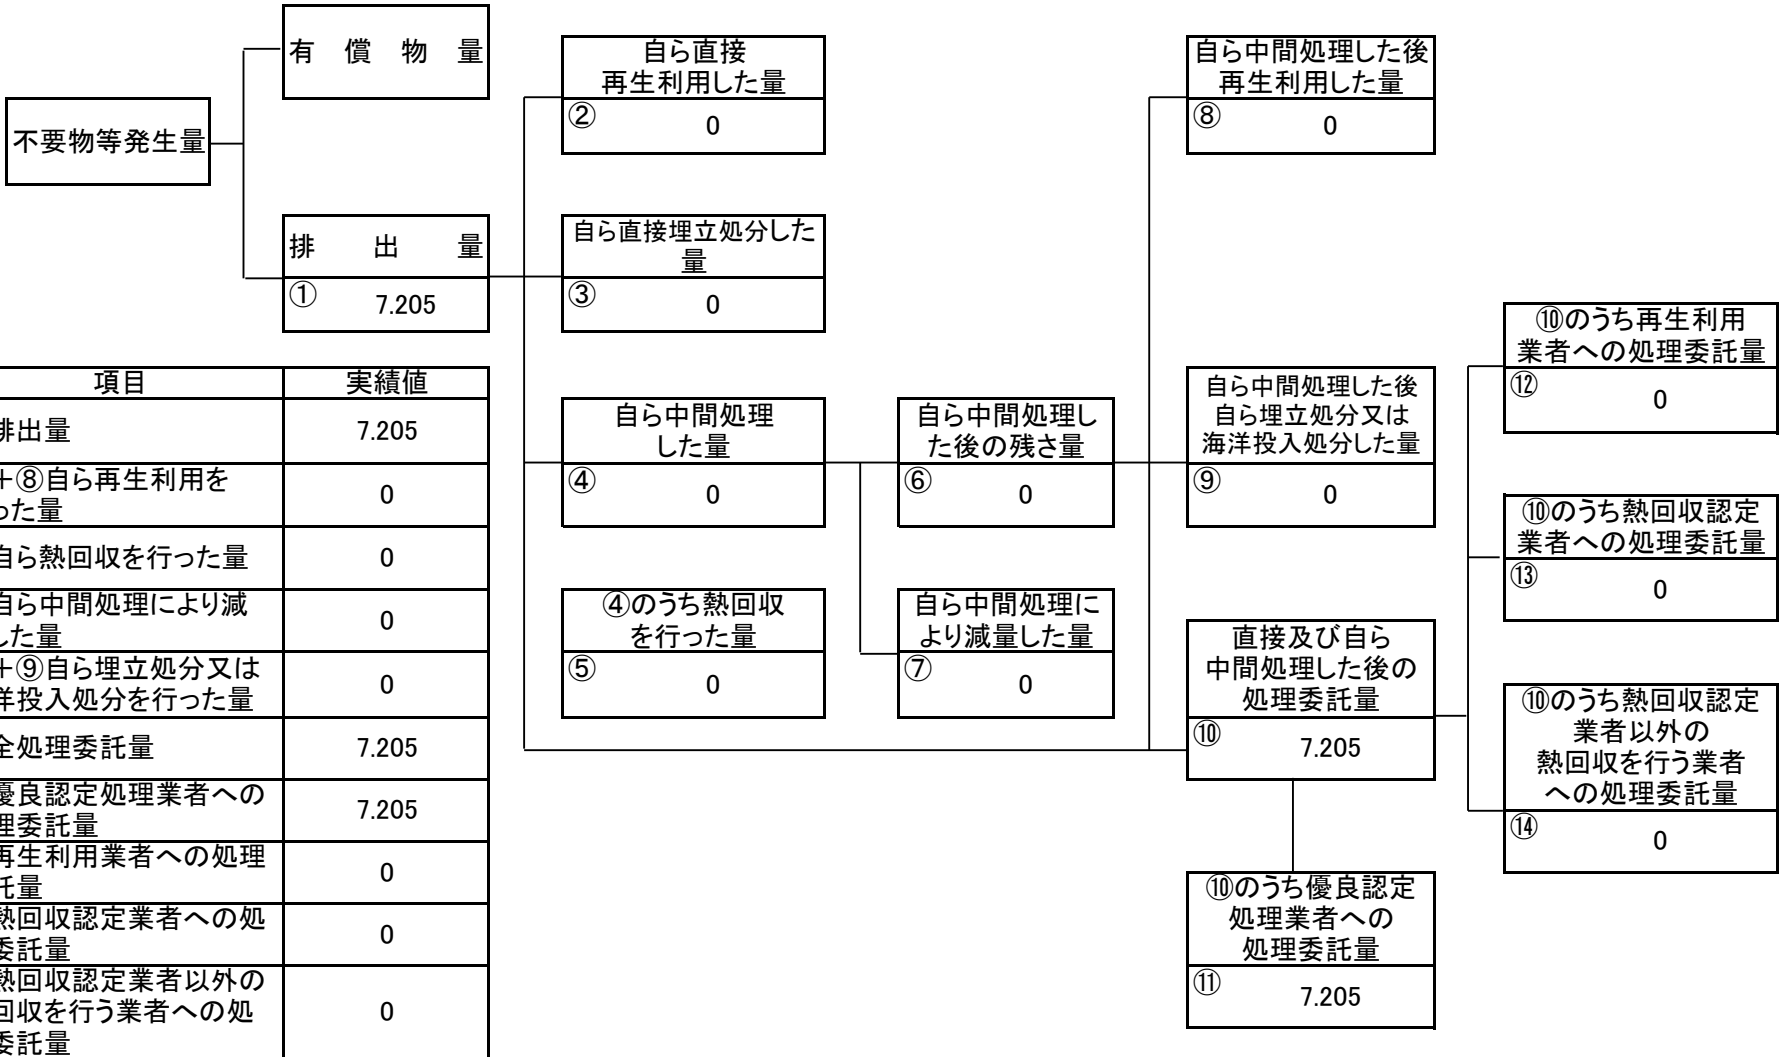 有償物量
不要物等発生量
排出量
① 7.205
自ら直接
再生利用した量
② 0
自ら直接埋立処分した
量
③ 0
自ら中間処理
した量
④ 0
④のうち熱回収
を行った量
⑤ 0
自ら中間処理し
た後の残さ量
⑥ 0
自ら中間処理に
より減量した量
⑦ 0
自ら中間処理した後
再生利用した量
⑧ 0
自ら中間処理した後
自ら埋立処分又は
海洋投入処分した量
⑨ 0
直接及び自ら
中間処理した後の
処理委託量
⑩ 7.205
⑩のうち優良認定
処理業者への
処理委託量
⑪ 7.205
⑩のうち再生利用
業者への処理委託量
⑫ 0
⑩のうち熱回収認定
業者への処理委託量
⑬ 0
⑩のうち熱回収認定
業者以外の
熱回収を行う業者
への処理委託量
⑭ 0
項目 実績値
排出量 7.205
+⑧自ら再生利用を
った量 0
自ら熱回収を行った量 0
自ら中間処理により減
した量 0
+⑨自ら埋立処分又は
洋投入処分を行った量 0
全処理委託量 7.205
優良認定処理業者への
理委託量 7.205
再生利用業者への処理
託量 0
熱回収認定業者への処
委託量 0
熱回収認定業者以外の
回収を行う業者への処
委託量 0